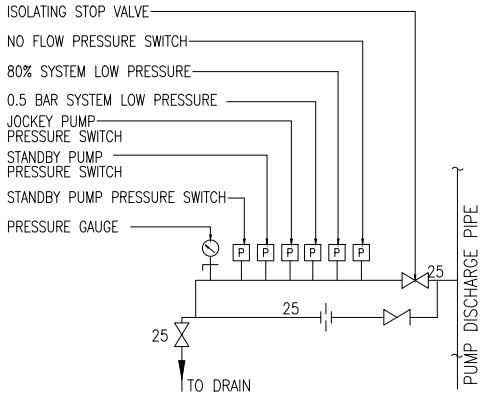 ISOLATING STOP VALVE
NO FLOW PRESSURE SWITCH
80% SYSTEM LOW PRESSURE
0.5 BAR SYSTEM LOW PRESSURE
JOCKEY PUMP
PRESSURE SWITCH
STANDBY PUMP
PRESSURE SWITCH
STANDBY PUMP PRESSURE SWITCH
PRESSURE GAUGE
P P P P P P
25
25
25
TO DRAIN
PUMP DISCHARGE PIPE